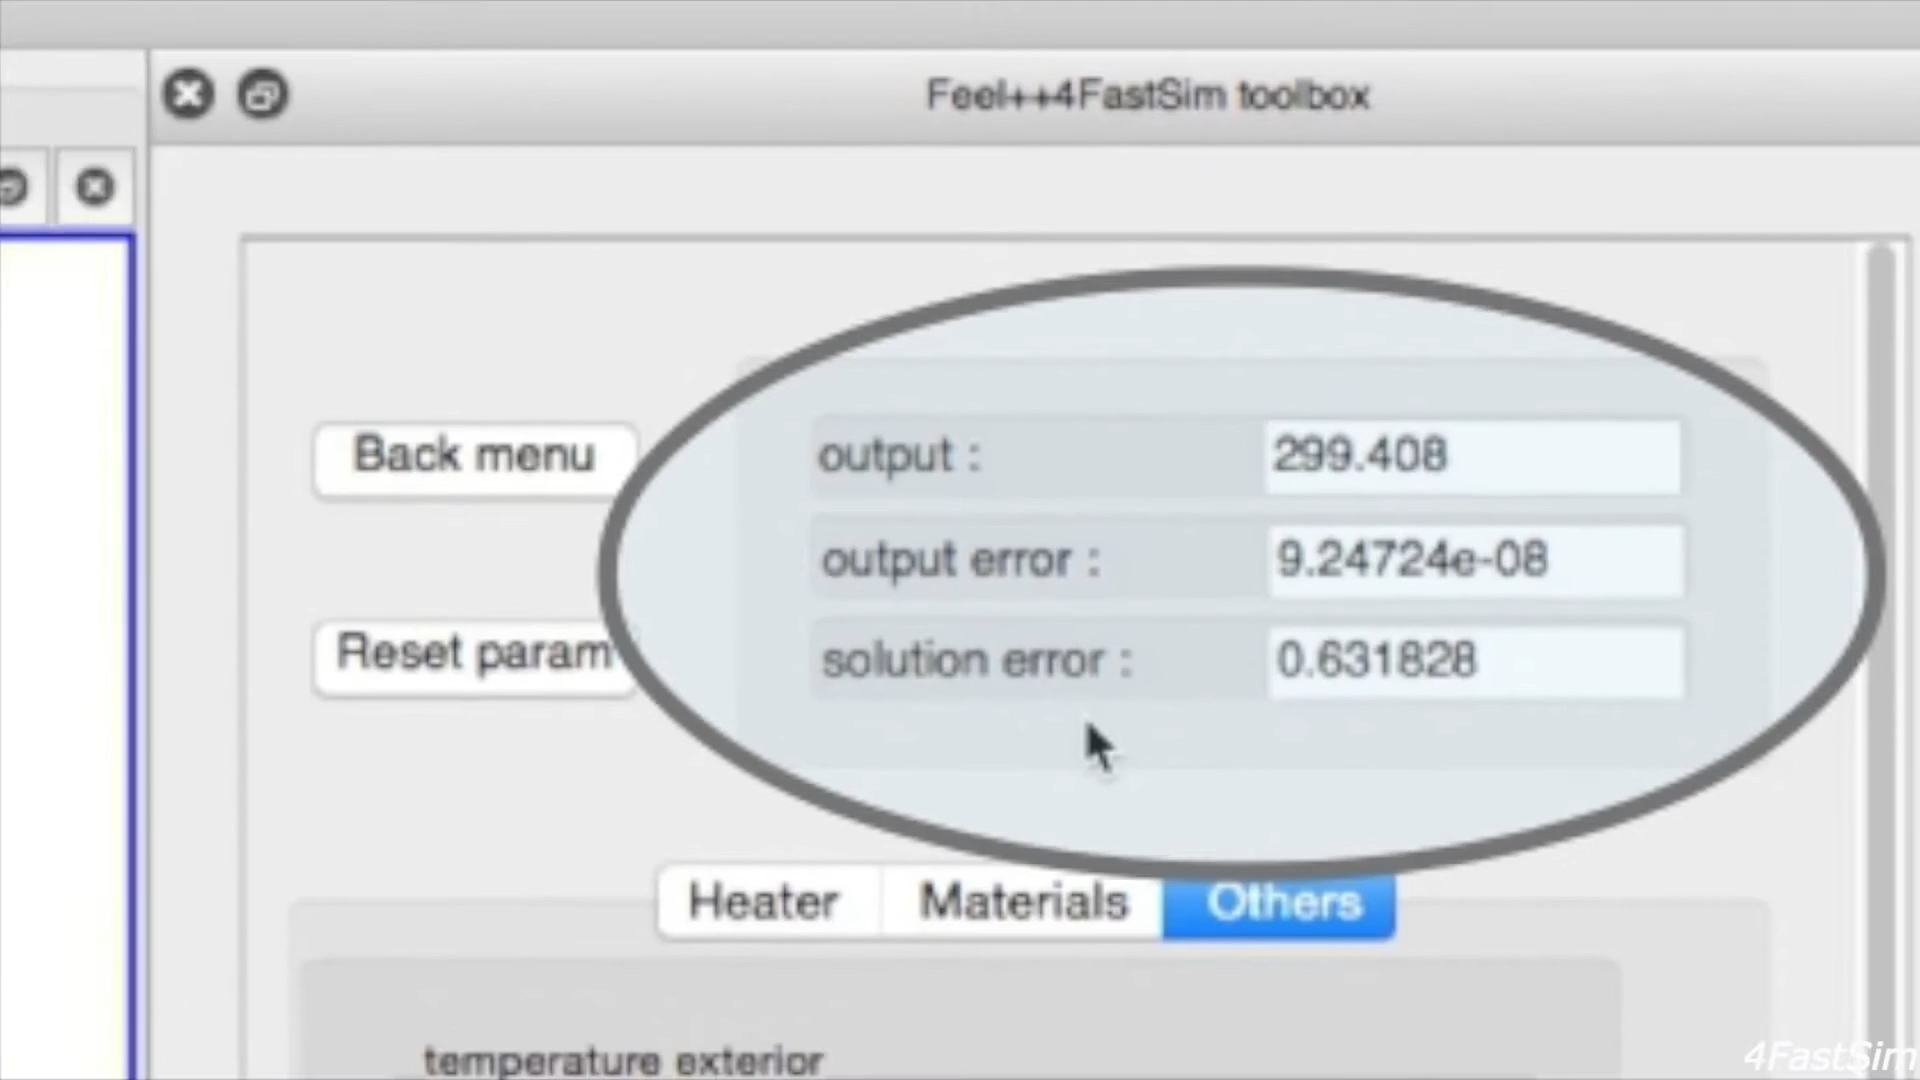 Feel++4FastSim toolbox
Back menu
output :
299.408
output error :
9.24724e-08
Reset param
solution error :
0.631828
Heater
Materials
Others
temperature exterior
4FastSim